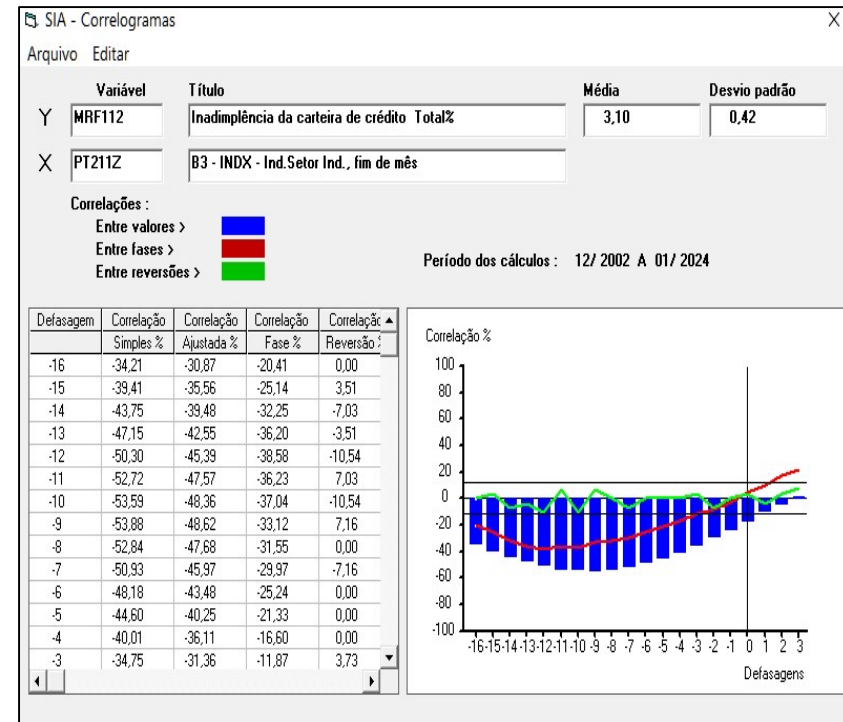 SIA - Correlogramas X
Arquivo Editar
Variável Título Média Desvio padrão
Y MRF112 Inadimplência da carteira de crédito Total% 3,10 0,42
X PT211Z B3 - INDX - Ind.Setor Ind., fim de mês
Correlações :
Entre valores >
Entre fases >
Entre reversões >
Período dos cálculos : 12/ 2002 A 01/ 2024
Defasagem Correlação Correlação Correlação Correlação
Simples % Ajustada % Fase % Reversão %
-16 -34,21 -30,87 -20,41 0,00
-15 -39,41 -35,56 -25,14 3,51
-14 -43,75 -39,48 -32,25 -7,03
-13 -47,15 -42,55 -36,20 -3,51
-12 -50,30 -45,39 -38,58 -10,54
-11 -52,72 -47,57 -36,23 7,03
-10 -53,59 -48,36 -37,04 -10,54
-9 -53,88 -48,62 -33,12 7,16
-8 -52,84 -47,68 -31,55 0,00
-7 -50,93 -45,97 -29,97 -7,16
-6 -48,18 -43,48 -25,24 0,00
-5 -44,60 -40,25 -21,33 0,00
-4 -40,01 -36,11 -16,60 0,00
-3 -34,75 -31,36 -11,87 3,73
Correlação %
100
80
60
40
20
0
-20
-40
-60
-80
-100
-16 -15 -14 -13 -12 -11 -10 -9 -8 -7 -6 -5 -4 -3 -2 -1 0 1 2 3
Defasagens